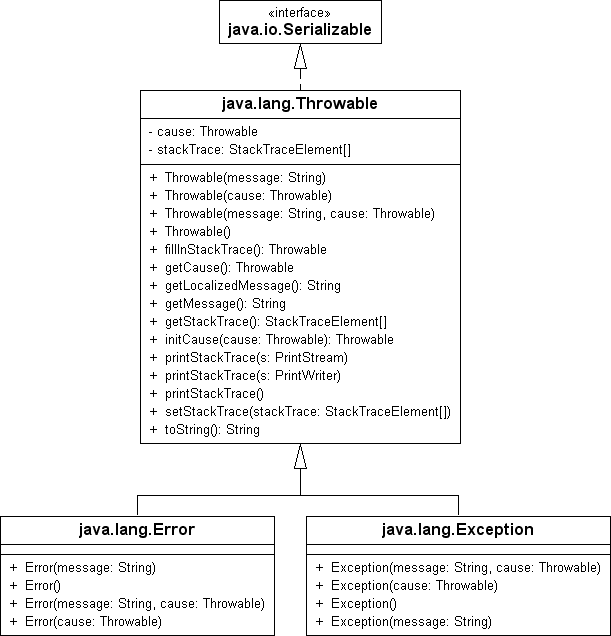 «interface»
java.io.Serializable
java.lang.Throwable
- cause: Throwable
- stackTrace: StackTraceElement[]
+ Throwable(message: String)
+ Throwable(cause: Throwable)
+ Throwable(message: String, cause: Throwable)
+ Throwable()
+ fillInStackTrace(): Throwable
+ getCause(): Throwable
+ getLocalizedMessage(): String
+ getMessage(): String
+ getStackTrace(): StackTraceElement[]
+ initCause(cause: Throwable): Throwable
+ printStackTrace(s: PrintStream)
+ printStackTrace(s: PrintWriter)
+ printStackTrace()
+ setStackTrace(stackTrace: StackTraceElement[])
+ toString(): String
java.lang.Error
+ Error(message: String)
+ Error()
+ Error(message: String, cause: Throwable)
+ Error(cause: Throwable)
java.lang.Exception
+ Exception(message: String, cause: Throwable)
+ Exception(cause: Throwable)
+ Exception()
+ Exception(message: String)